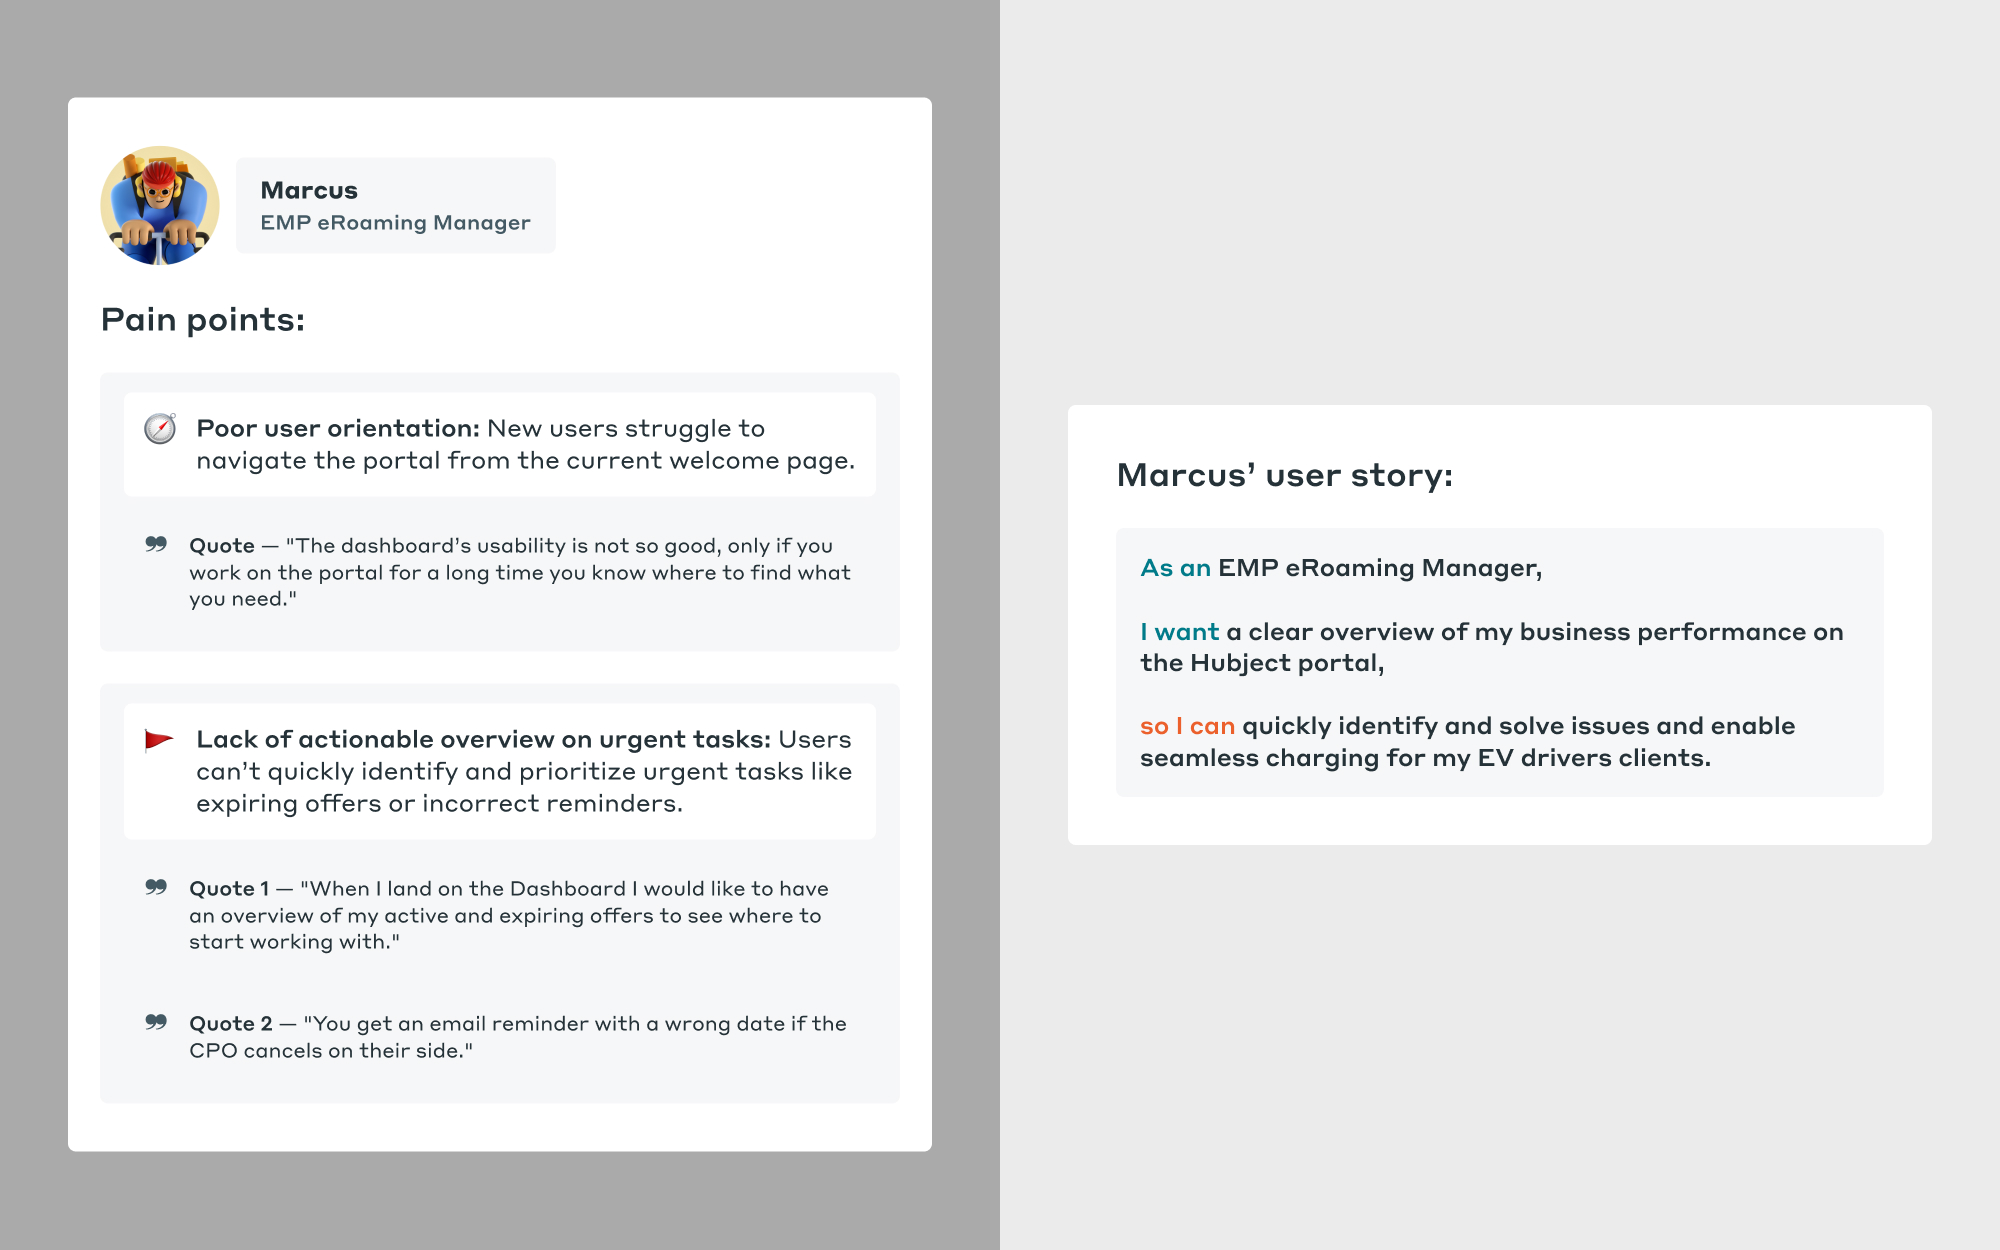 Marcus
EMP eRoaming Manager
Pain points:
Poor user orientation: New users struggle to
navigate the portal from the current welcome page.
Quote — "The dashboard’s usability is not so good, only if you
work on the portal for a long time you know where to find what
you need."
Lack of actionable overview on urgent tasks: Users
can’t quickly identify and prioritize urgent tasks like
expiring offers or incorrect reminders.
Quote 1 — "When I land on the Dashboard I would like to have
an overview of my active and expiring offers to see where to
start working with."
Quote 2 — "You get an email reminder with a wrong date if the
CPO cancels on their side."
Marcus’ user story:
As an EMP eRoaming Manager,
I want a clear overview of my business performance on
the Hubject portal,
so I can quickly identify and solve issues and enable
seamless charging for my EV drivers clients.